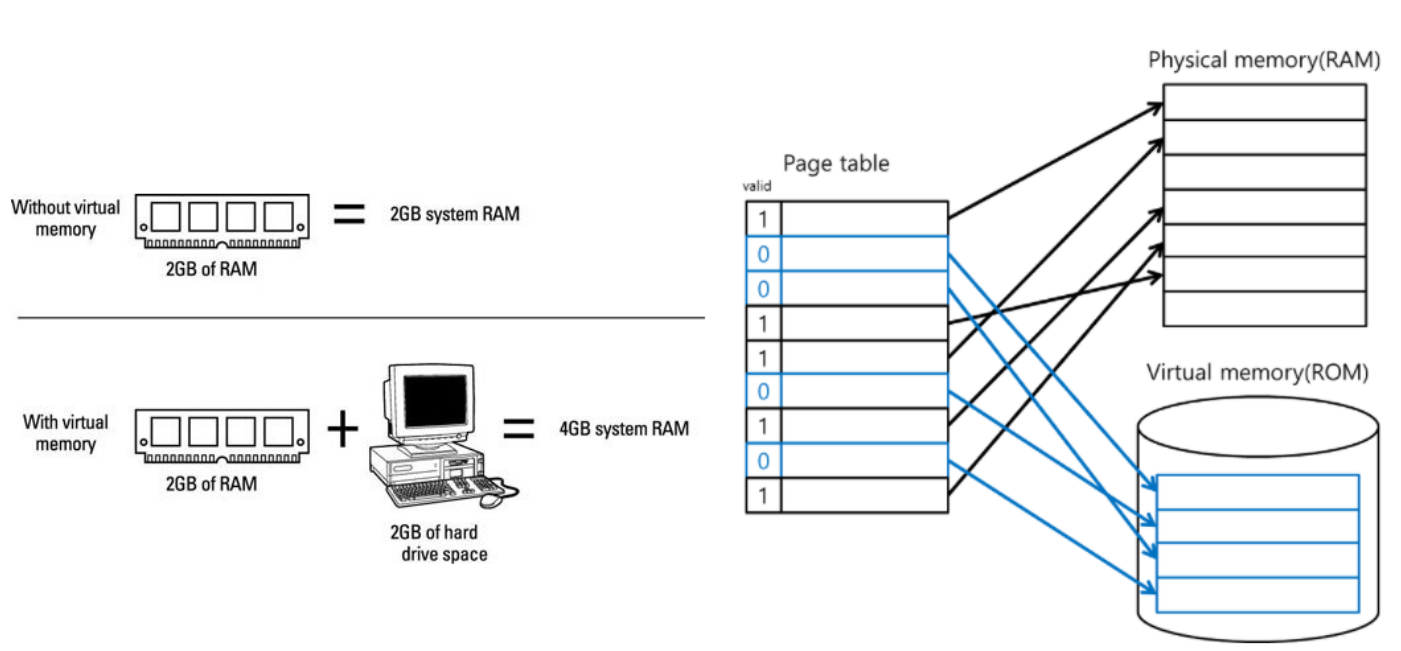 Without virtual
memory
2GB of RAM
=
2GB system RAM
With virtual
memory
2GB of RAM
+
2GB of hard
drive space
=
4GB system RAM
Page table
valid
1
0
0
1
1
0
1
0
1
Physical memory(RAM)
Virtual memory(ROM)